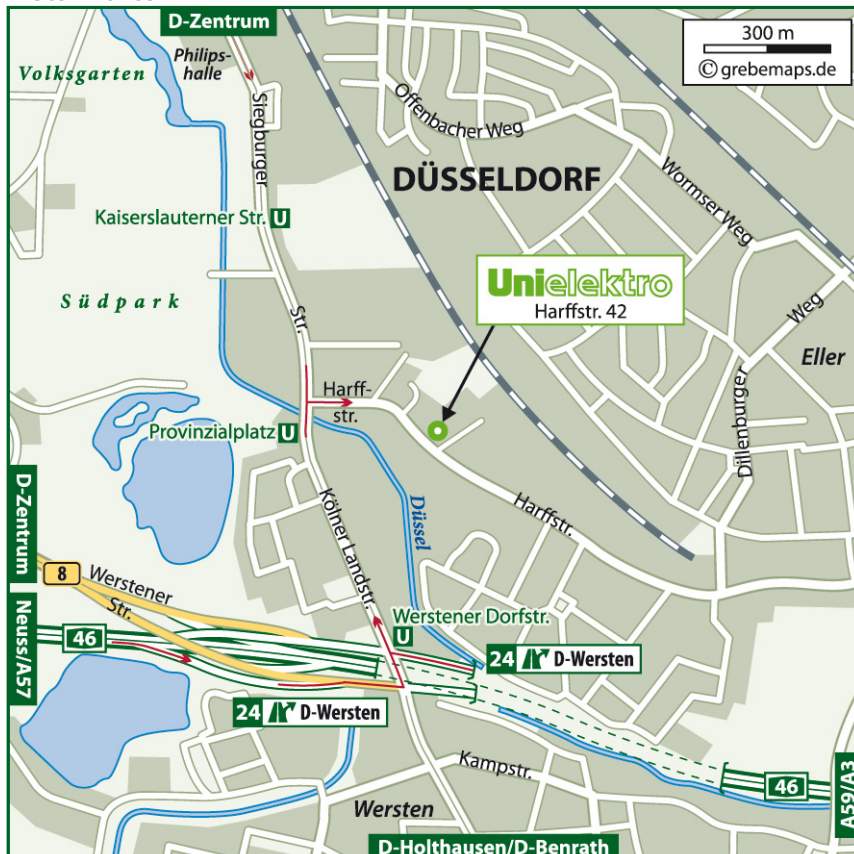 D-Zentrum
300 m
© grebemaps.de
Philips-
halle
Volksgarten
Siegburger
Offenbacher Weg
Wormser Weg
DÜSSELDORF
Kaiserslauterner Str. U
Unielektro
Harffstr. 42
Südpark
Str.
Weg
Eller
Harff-
str.
Dillenburger
Provinzialplatz U
D-Zentrum
Kölner Landstr.
Düssel
Harffstr.
8
Werstener
Str.
Neuss/A57
46
Werstener Dorfstr.
U
24 D-Wersten
24 D-Wersten
Kampstr.
46
A59/A3
Wersten
D-Holthausen/D-Benrath